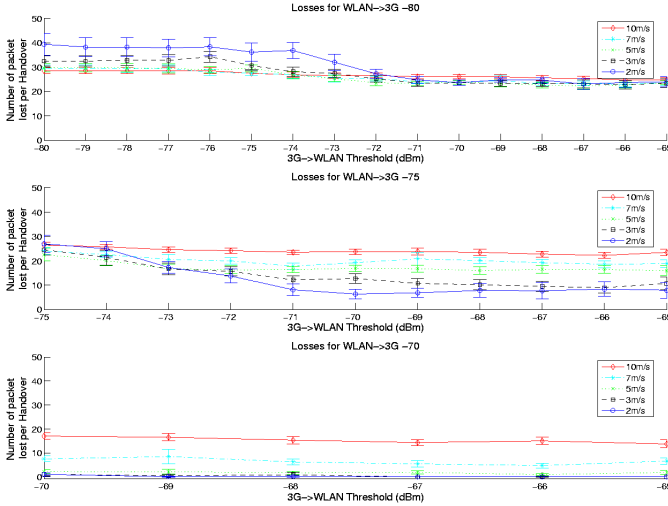 Losses for WLAN->3G -80
Number of packet
lost per Handover
50
40
30
20
10
0
10m/s
7m/s
5m/s
3m/s
2m/s
-80 -79 -78 -77 -76 -75 -74 -73 -72 -71 -70 -69 -68 -67 -66 -65
3G->WLAN Threshold (dBm)
Losses for WLAN->3G -75
Number of packet
lost per Handover
50
40
30
20
10
0
10m/s
7m/s
5m/s
3m/s
2m/s
-75 -74 -73 -72 -71 -70 -69 -68 -67 -66 -65
3G->WLAN Threshold (dBm)
Losses for WLAN->3G -70
Number of packet
lost per Handover
50
40
30
20
10
0
10m/s
7m/s
5m/s
3m/s
2m/s
-70 -69 -68 -67 -66 -65
3G->WLAN Threshold (dBm)